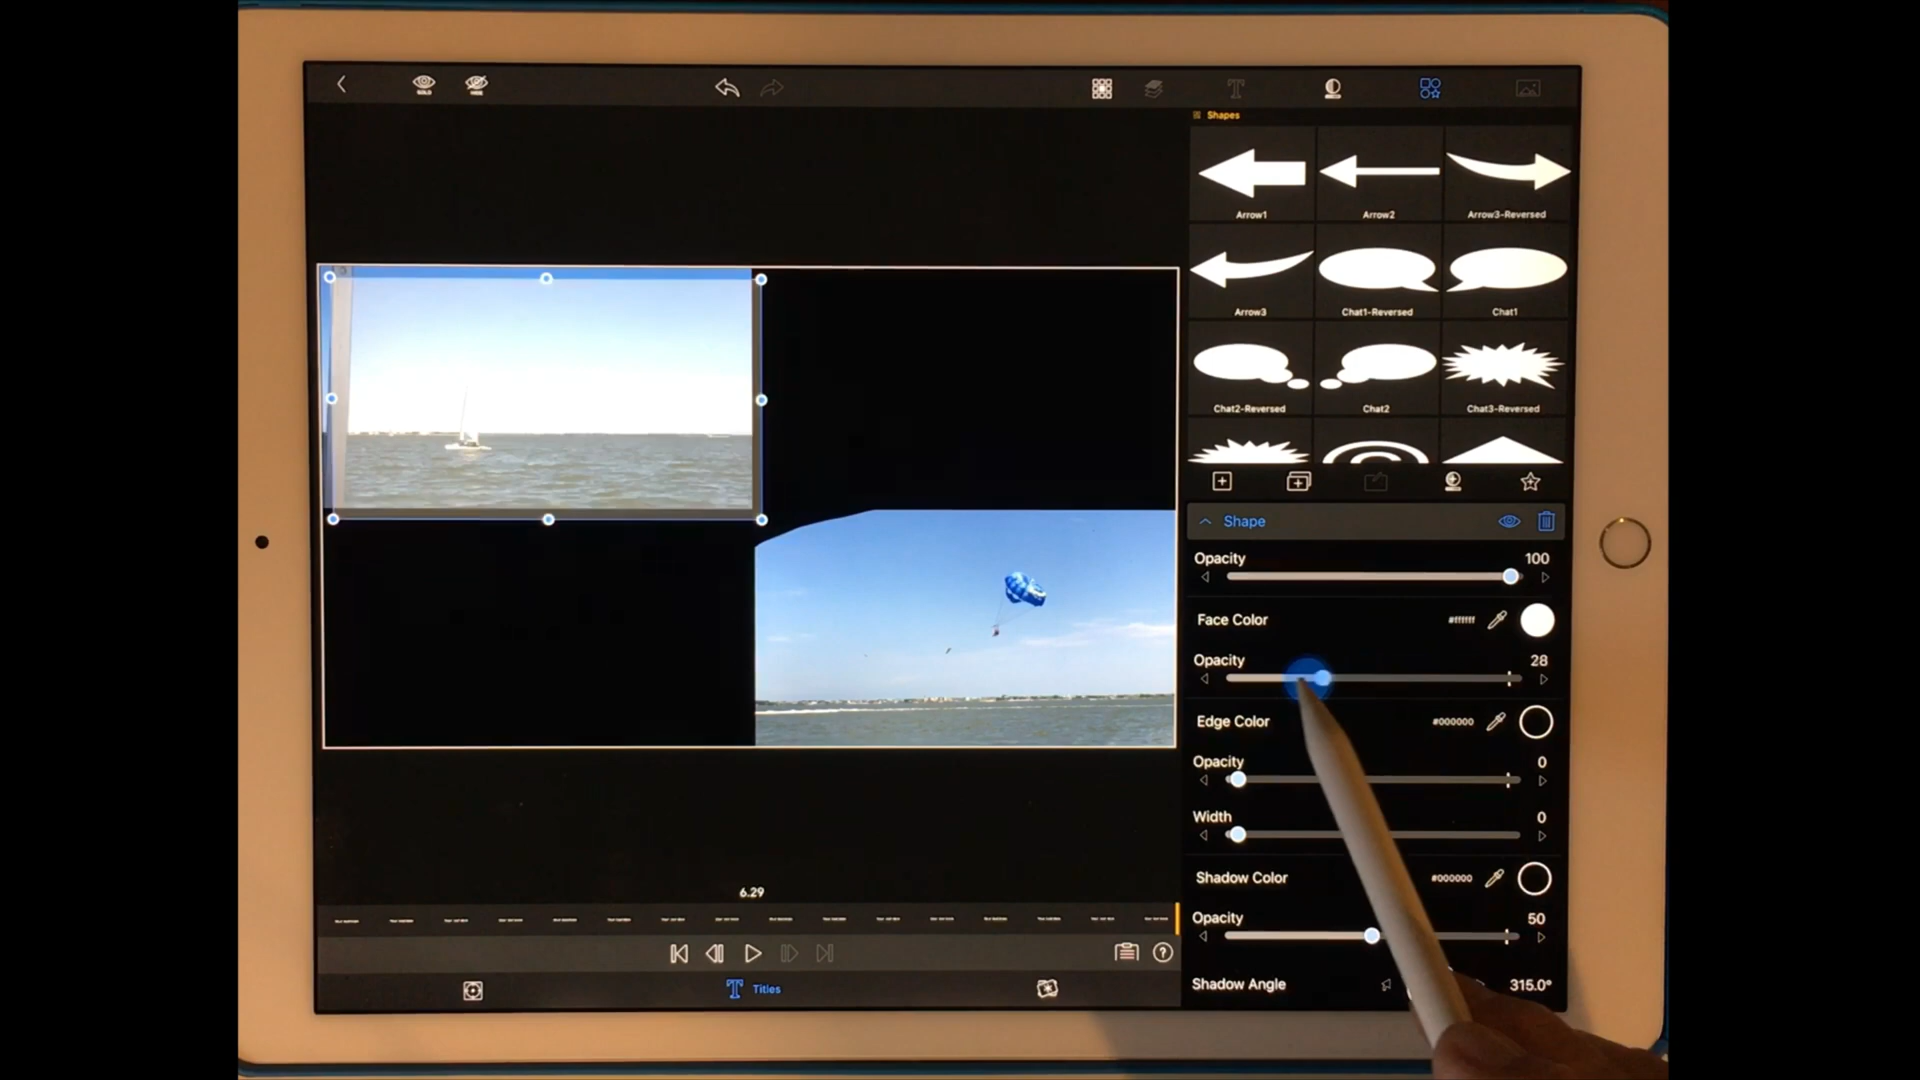 SOLO
HIDE
Shapes
Arrow1
Arrow2
Arrow3-Reversed
Arrow3
Chat1-Reversed
Chat1
Chat2-Reversed
Chat2
Chat3-Reversed
Shape
Opacity 100
Face Color #ffffff
Opacity 28
Edge Color #000000
Opacity 0
Width 0
Shadow Color #000000
Opacity 50
Shadow Angle 315.0°
6.29
Titles